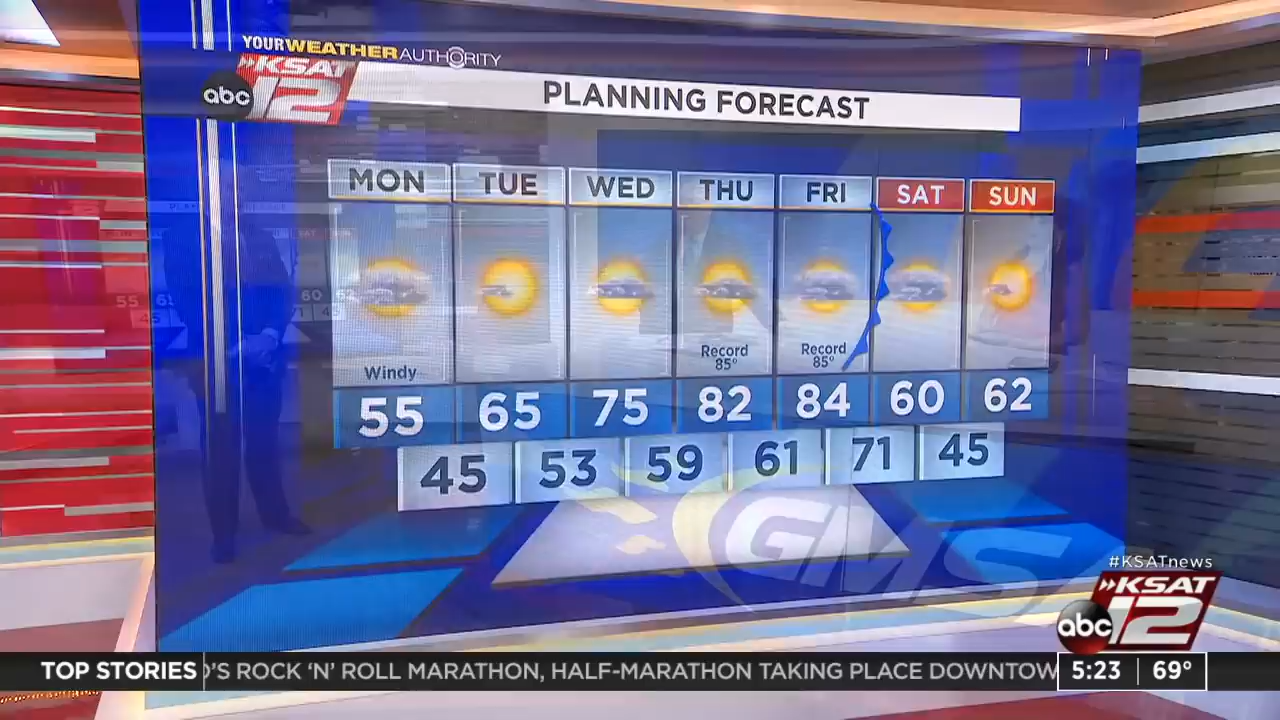 YOUR WEATHER AUTHORITY
KSAT
abc 12
PLANNING FORECAST
MON TUE WED THU FRI SAT SUN
Record Record
85° 85°
Windy
55 65 75 82 84 60 62
45 53 59 61 71 45
GMS
#KSATnews
KSAT
abc 12
TOP STORIES 'S ROCK 'N' ROLL MARATHON, HALF-MARATHON TAKING PLACE DOWNTOW 5:23 69°